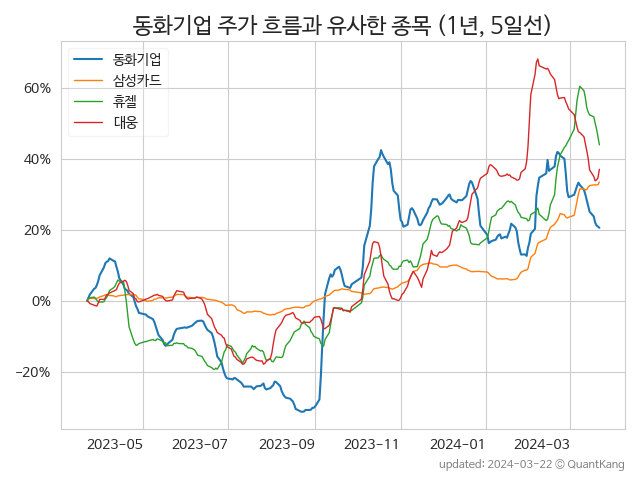 동화기업 주가 흐름과 유사한 종목 (1년, 5일선)
동화기업
삼성카드
휴젤
대웅
60%
40%
20%
0%
−20%
2023-05 2023-07 2023-09 2023-11 2024-01 2024-03
updated: 2024-03-22 © QuantKang